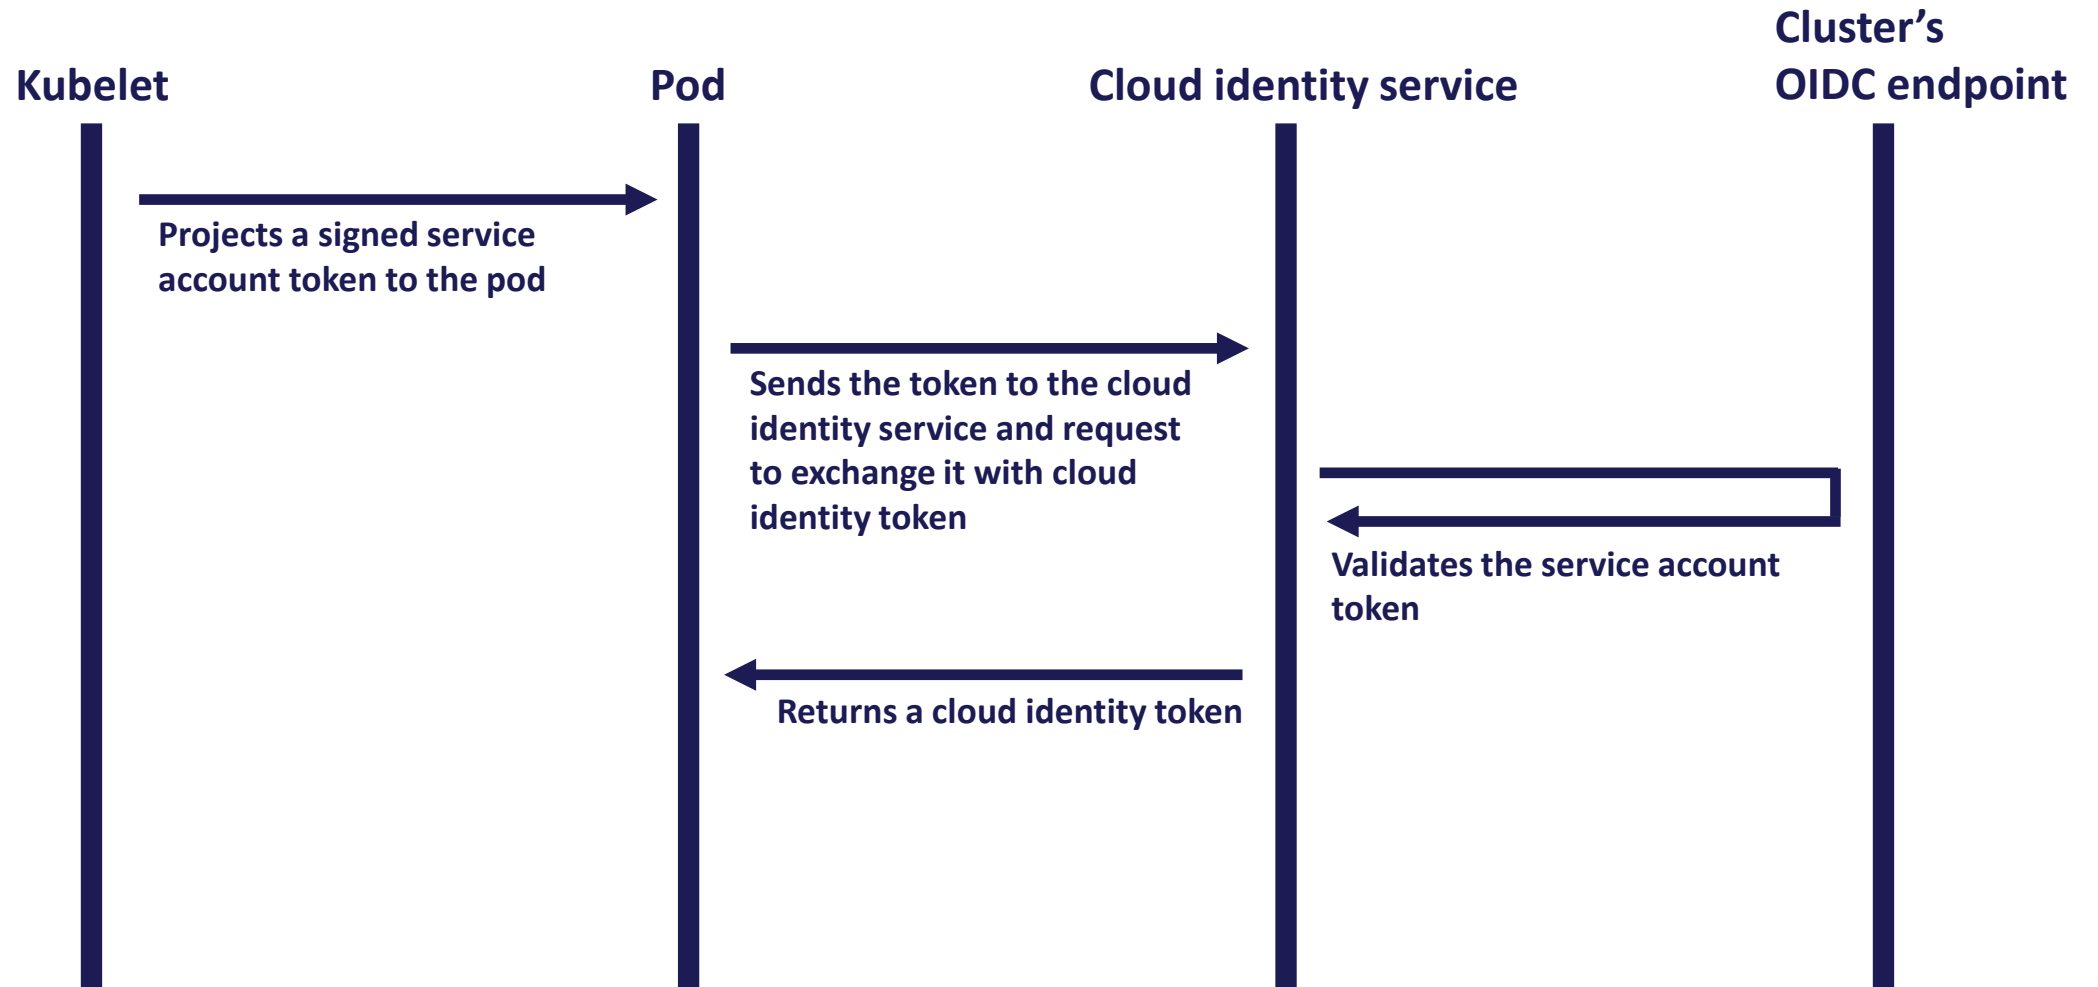 Kubelet
Pod
Cloud identity service
Cluster’s
OIDC endpoint
Projects a signed service
account token to the pod
Sends the token to the cloud
identity service and request
to exchange it with cloud
identity token
Validates the service account
token
Returns a cloud identity token